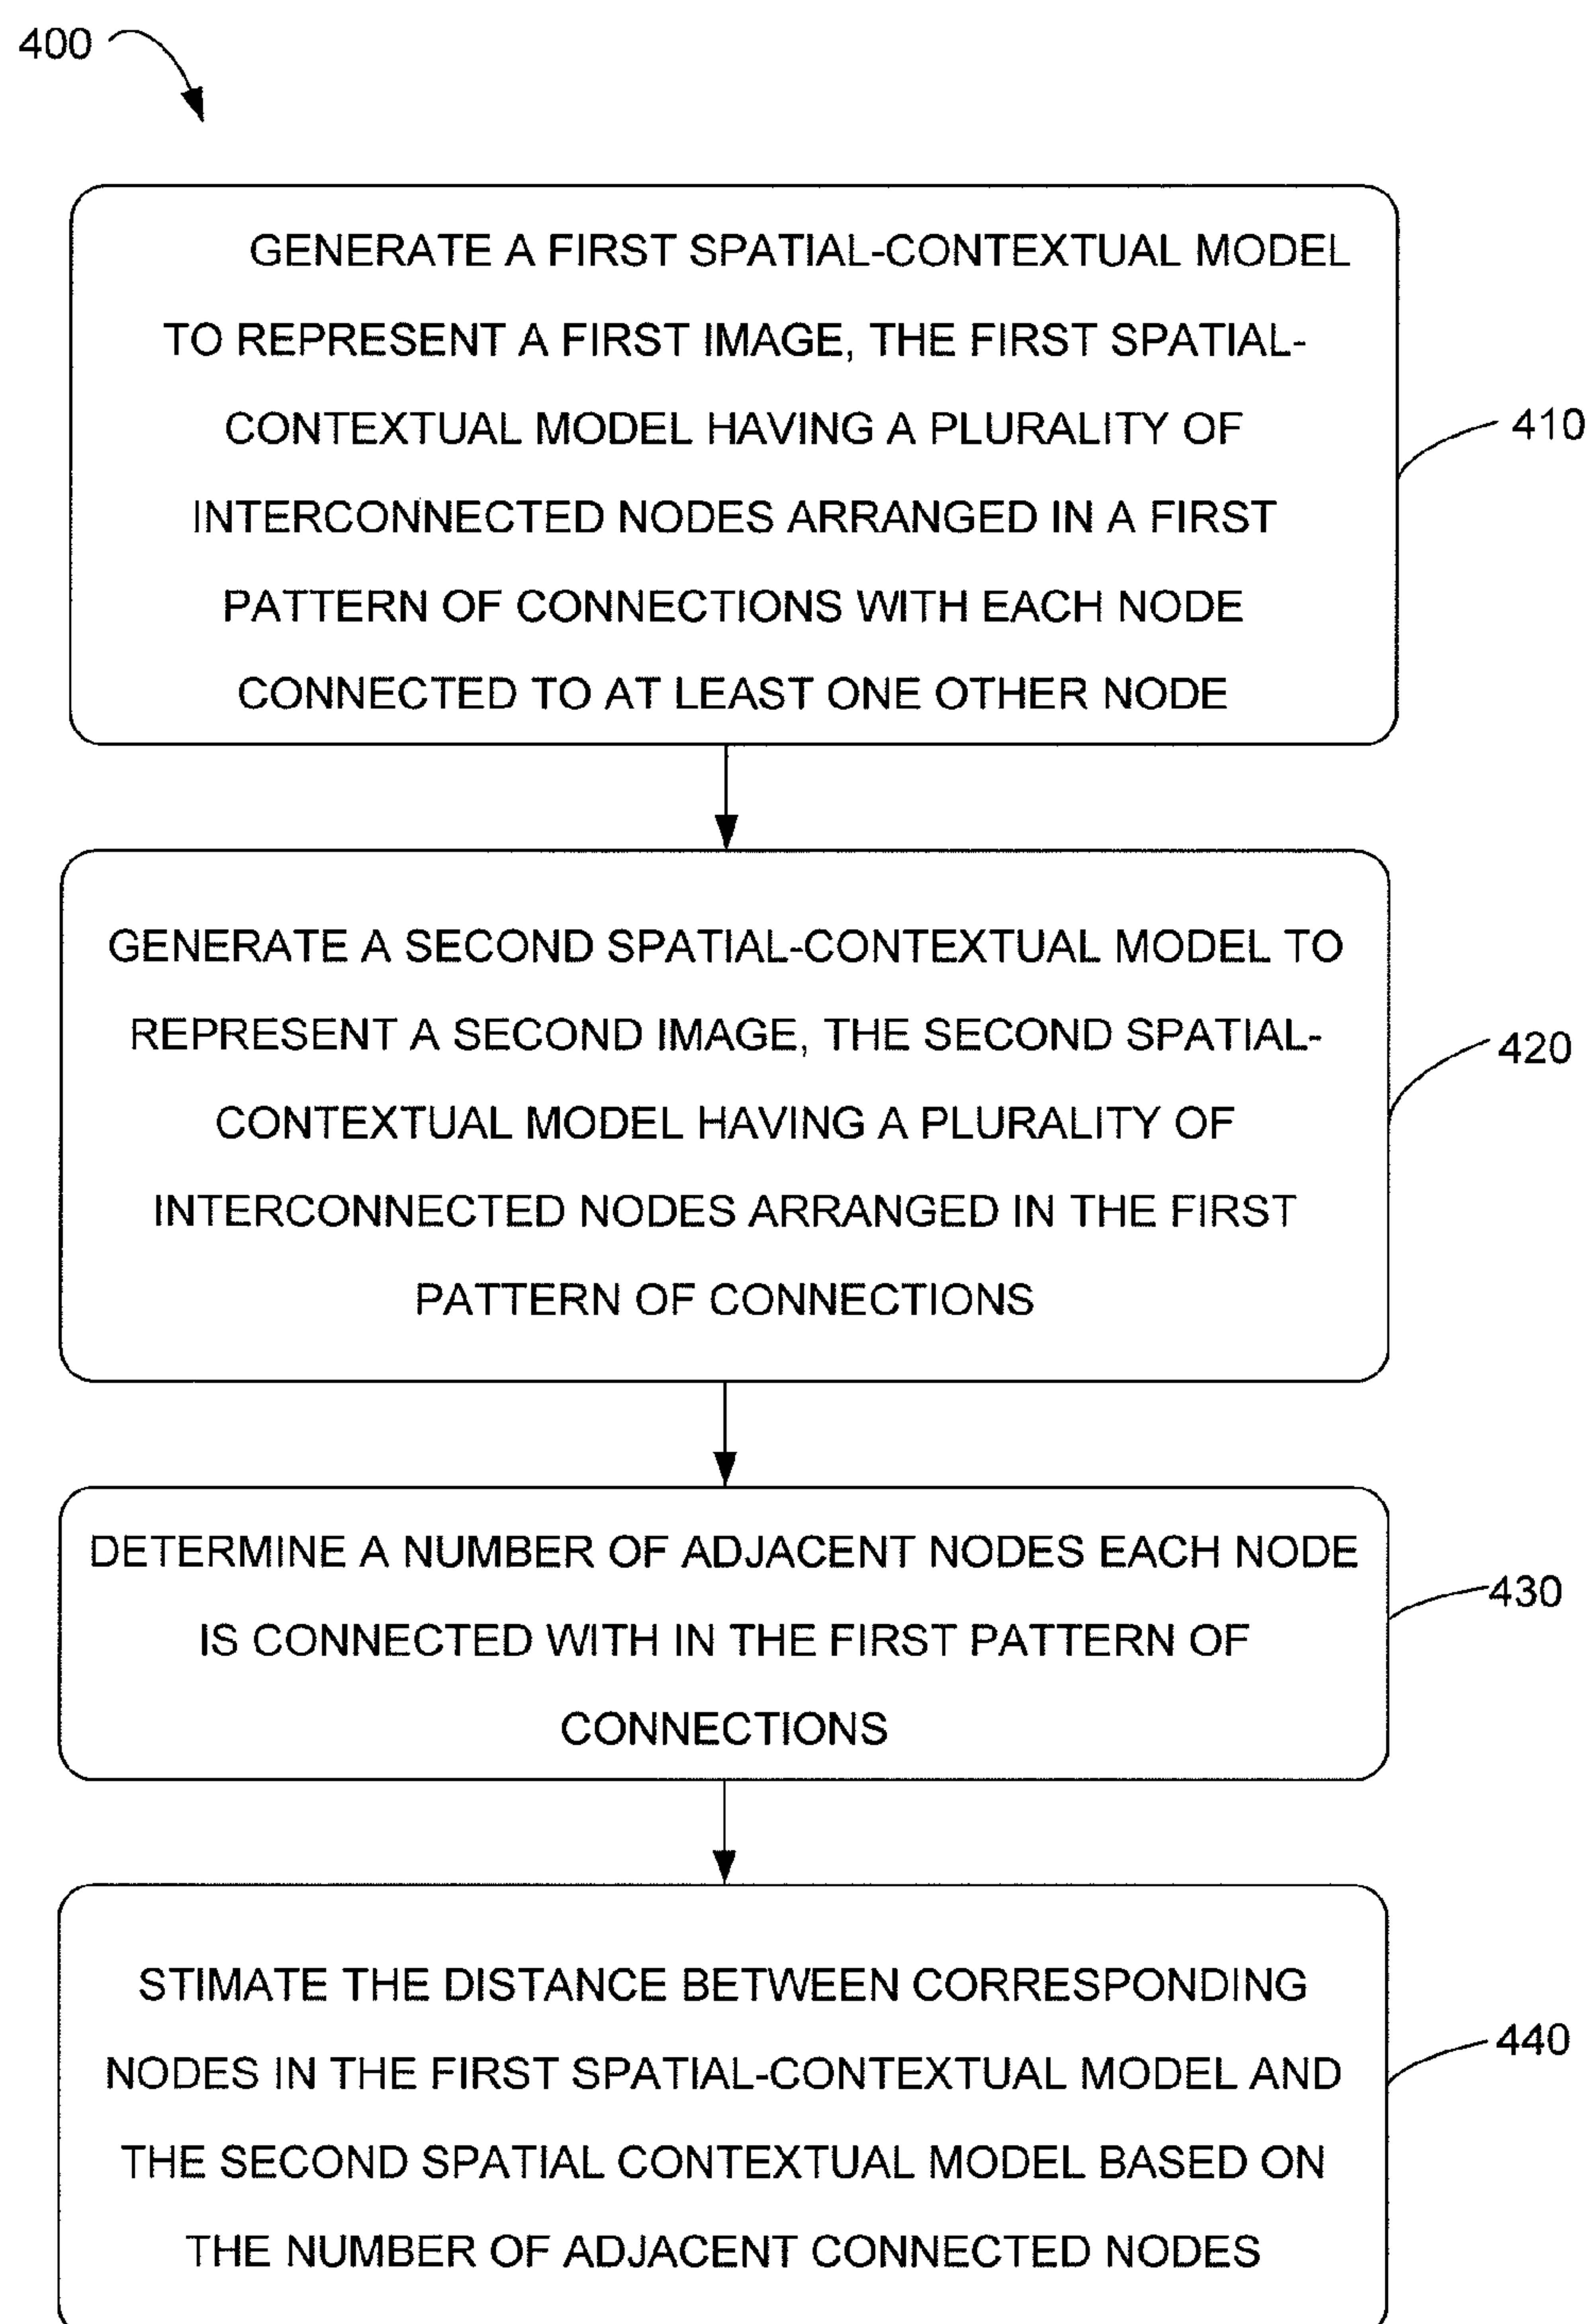 400
GENERATE A FIRST SPATIAL-CONTEXTUAL MODEL
TO REPRESENT A FIRST IMAGE, THE FIRST SPATIAL-
CONTEXTUAL MODEL HAVING A PLURALITY OF
INTERCONNECTED NODES ARRANGED IN A FIRST
PATTERN OF CONNECTIONS WITH EACH NODE
CONNECTED TO AT LEAST ONE OTHER NODE
410
GENERATE A SECOND SPATIAL-CONTEXTUAL MODEL TO
REPRESENT A SECOND IMAGE, THE SECOND SPATIAL-
CONTEXTUAL MODEL HAVING A PLURALITY OF
INTERCONNECTED NODES ARRANGED IN THE FIRST
PATTERN OF CONNECTIONS
420
DETERMINE A NUMBER OF ADJACENT NODES EACH NODE
IS CONNECTED WITH IN THE FIRST PATTERN OF
CONNECTIONS
430
STIMATE THE DISTANCE BETWEEN CORRESPONDING
NODES IN THE FIRST SPATIAL-CONTEXTUAL MODEL AND
THE SECOND SPATIAL CONTEXTUAL MODEL BASED ON
THE NUMBER OF ADJACENT CONNECTED NODES
440